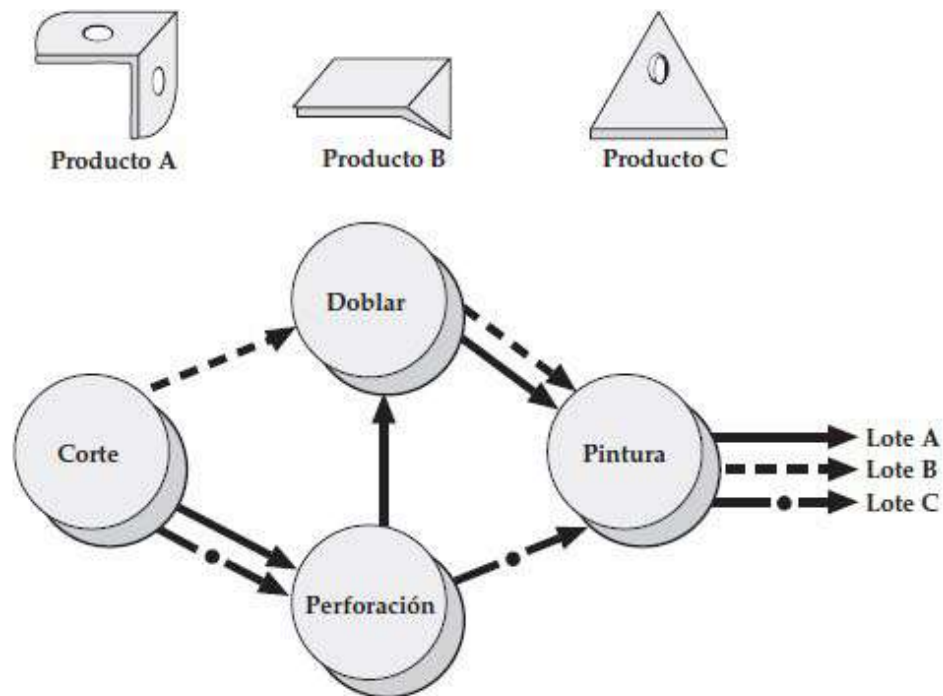 Producto A
Producto B
Producto C
Doblar
Corte
Pintura
Lote A
Lote B
Lote C
Perforación